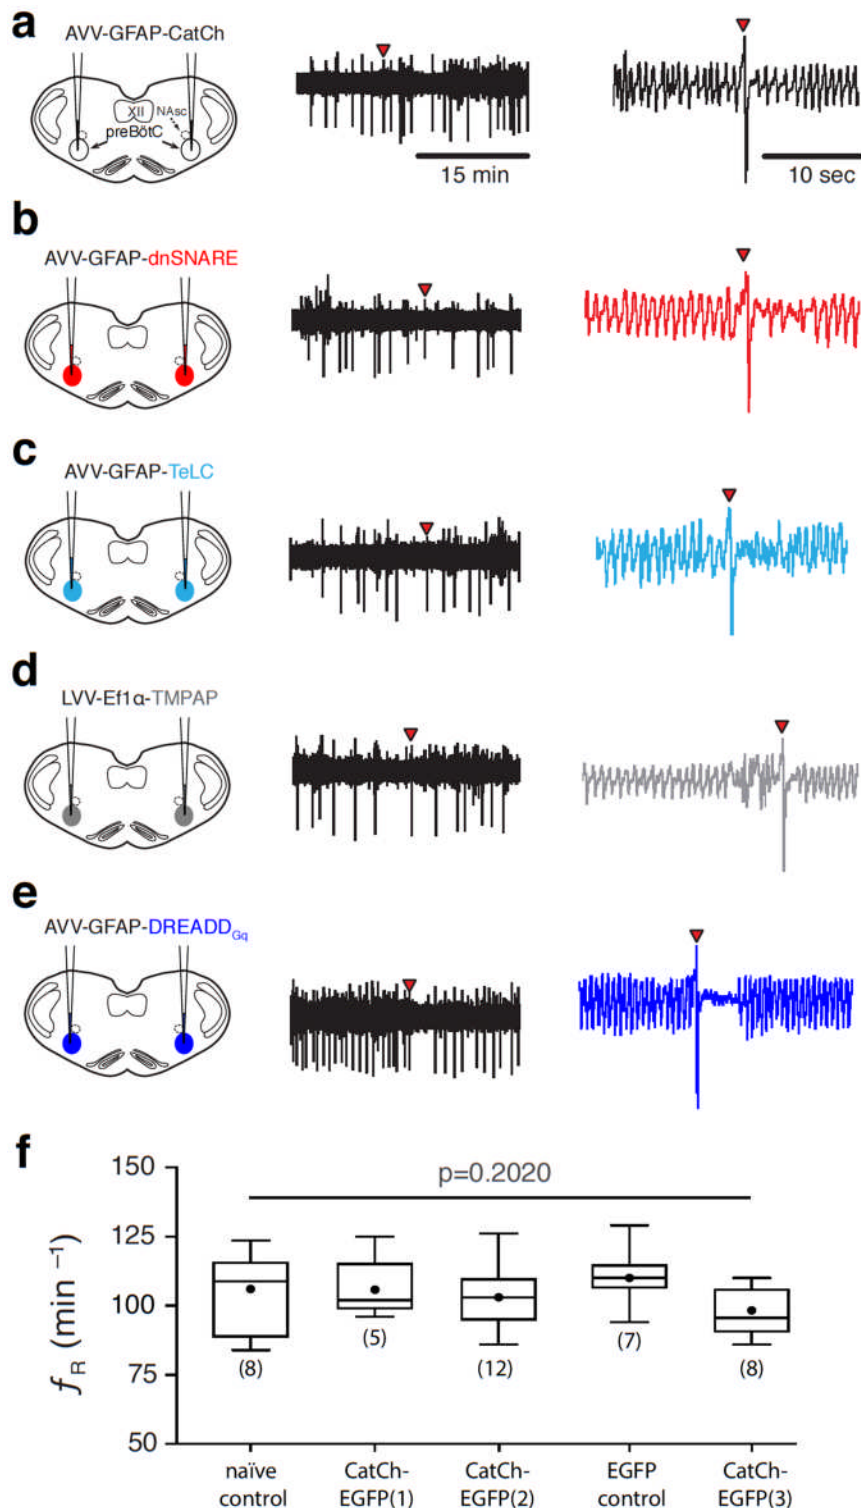 a
AVV-GFAP-CatCh
XII
NAsc
preBötC
15 min
10 sec
b
AVV-GFAP-dnSNARE
c
AVV-GFAP-TeLC
d
LVV-Ef1α-TMPAP
e
AVV-GFAP-DREADDGq
f
p=0.2020
150
125
100
75
50
fR (min⁻¹)
(8)
(5)
(12)
(7)
(8)
naïve control
CatCh-EGFP(1)
CatCh-EGFP(2)
EGFP control
CatCh-EGFP(3)